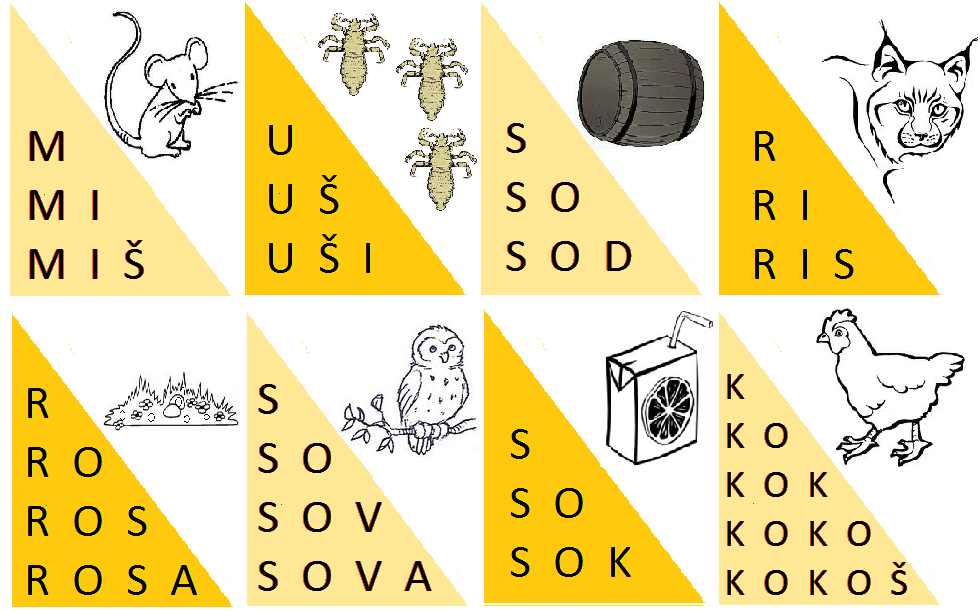 M
M I
M I Š
U
U Š
U Š I
S
S O
S O D
R
R I
R I S
R
R O
R O S
R O S A
S
S O
S O V
S O V A
S
S O
S O K
K
K O
K O K
K O K O
K O K O Š